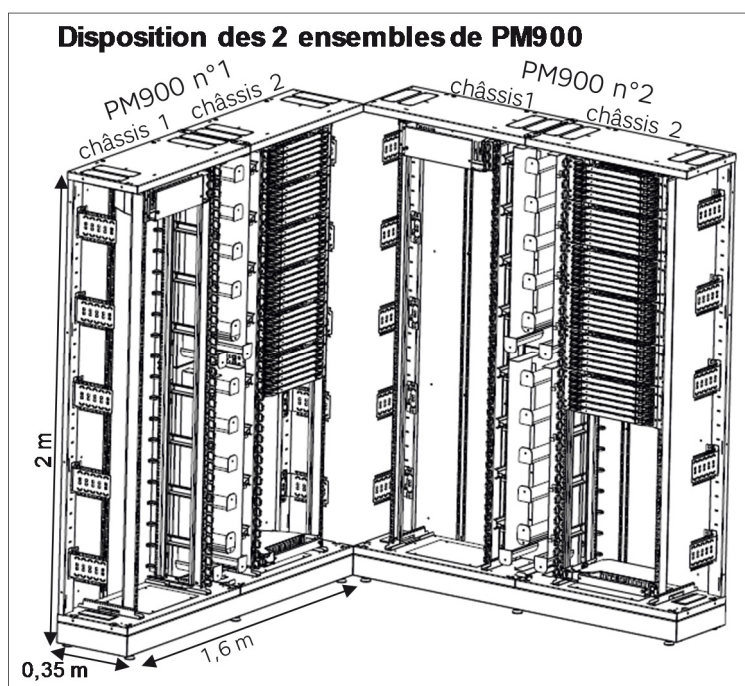 Disposition des 2 ensembles de PM900
PM900 n°1
châssis 1
châssis 2
PM900 n°2
châssis1
châssis 2
2 m
0,35 m
1,6 m